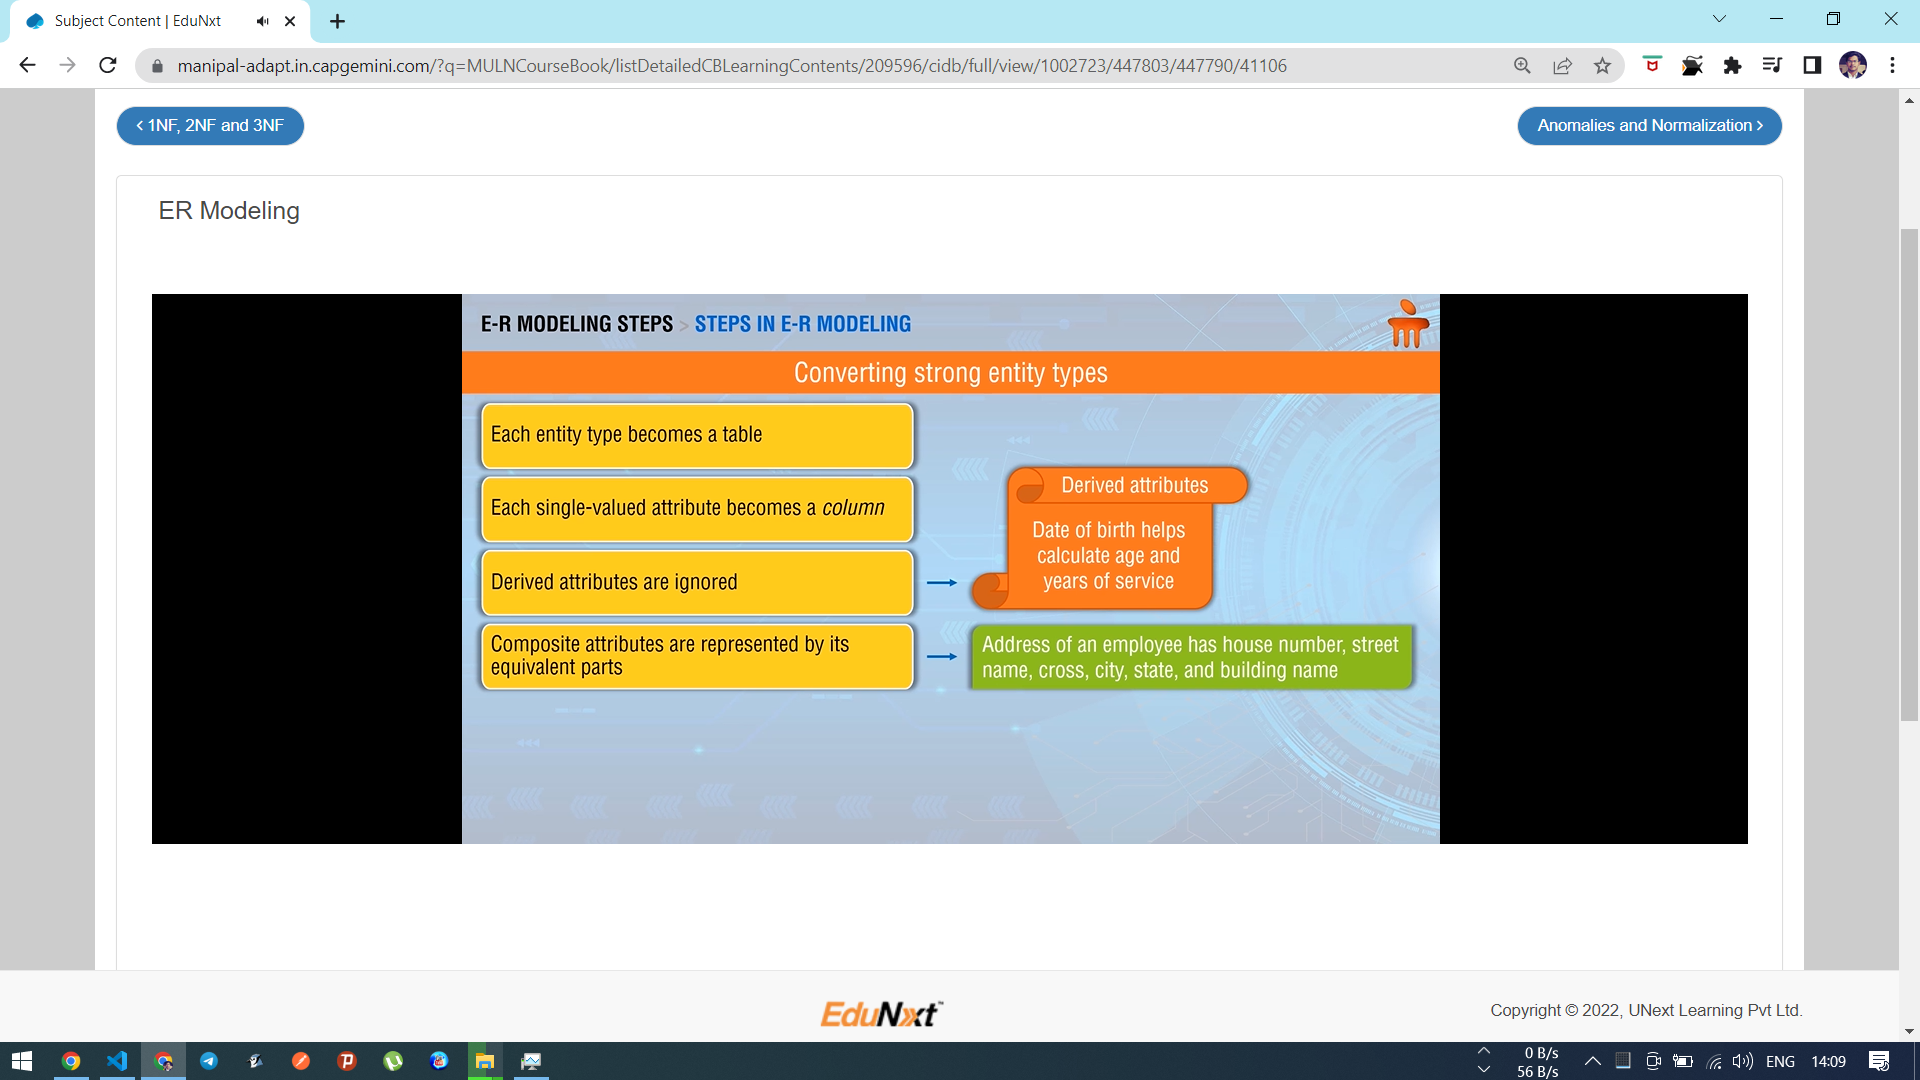 Subject Content | EduNxt
manipal-adapt.in.capgemini.com/?q=MULNCourseBook/listDetailedCBLearningContents/209596/cidb/full/view/1002723/447803/447790/41106
< 1NF, 2NF and 3NF
Anomalies and Normalization >
ER Modeling
E-R MODELING STEPS > STEPS IN E-R MODELING
Converting strong entity types
Each entity type becomes a table
Each single-valued attribute becomes a column
Derived attributes are ignored
Derived attributes
Date of birth helps
calculate age and
years of service
Composite attributes are represented by its
equivalent parts
Address of an employee has house number, street
name, cross, city, state, and building name
EduNxt™
Copyright © 2022, UNext Learning Pvt Ltd.
0 B/s
56 B/s
ENG
14:09